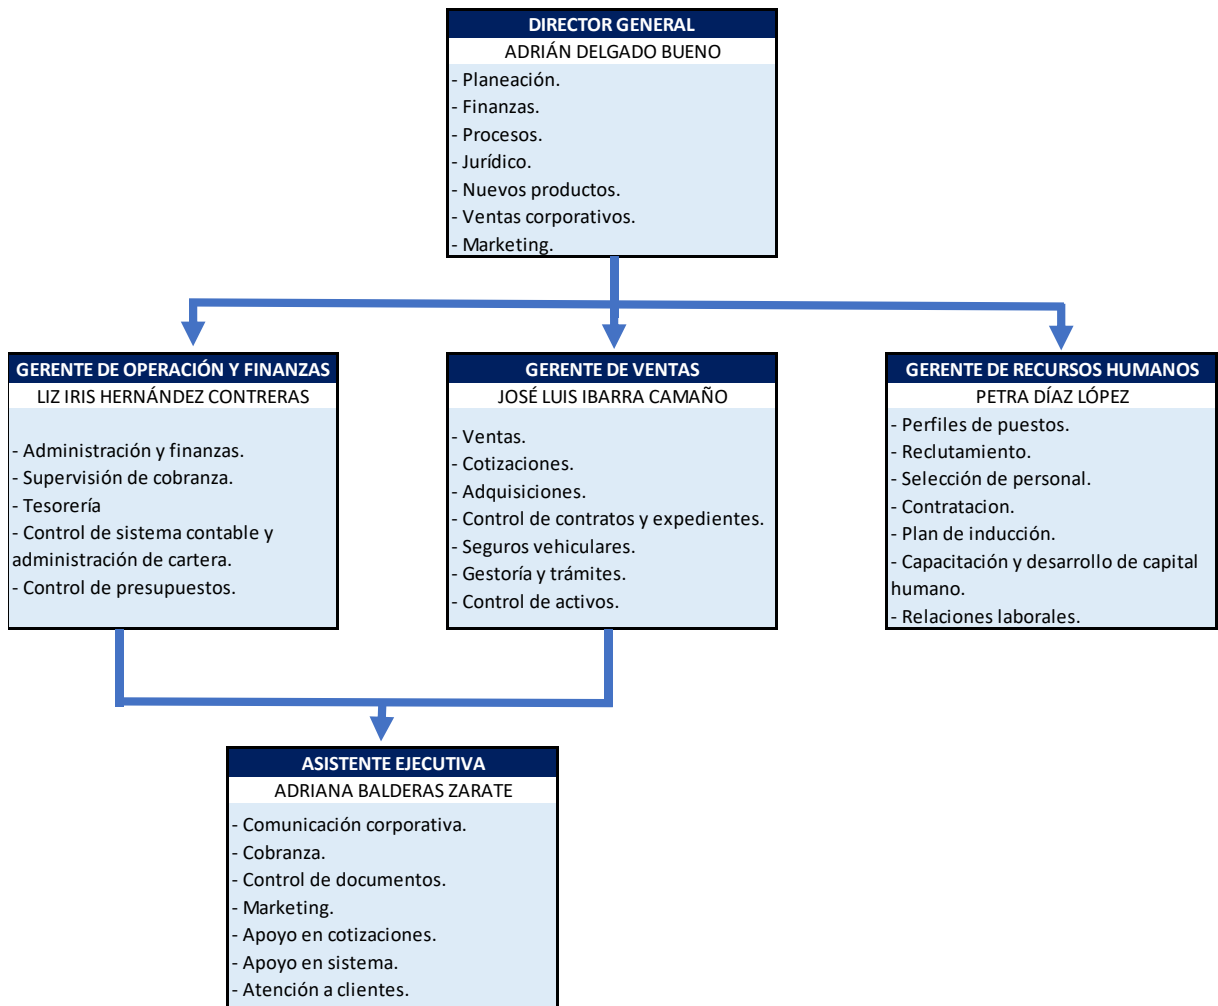 DIRECTOR GENERAL
ADRIÁN DELGADO BUENO
- Planeación.
- Finanzas.
- Procesos.
- Jurídico.
- Nuevos productos.
- Ventas corporativos.
- Marketing.
GERENTE DE OPERACIÓN Y FINANZAS
LIZ IRIS HERNÁNDEZ CONTRERAS
- Administración y finanzas.
- Supervisión de cobranza.
- Tesorería
- Control de sistema contable y
administración de cartera.
- Control de presupuestos.
GERENTE DE VENTAS
JOSÉ LUIS IBARRA CAMAÑO
- Ventas.
- Cotizaciones.
- Adquisiciones.
- Control de contratos y expedientes.
- Seguros vehiculares.
- Gestoría y trámites.
- Control de activos.
GERENTE DE RECURSOS HUMANOS
PETRA DÍAZ LÓPEZ
- Perfiles de puestos.
- Reclutamiento.
- Selección de personal.
- Contratacion.
- Plan de inducción.
- Capacitación y desarrollo de capital
humano.
- Relaciones laborales.
ASISTENTE EJECUTIVA
ADRIANA BALDERAS ZARATE
- Comunicación corporativa.
- Cobranza.
- Control de documentos.
- Marketing.
- Apoyo en cotizaciones.
- Apoyo en sistema.
- Atención a clientes.